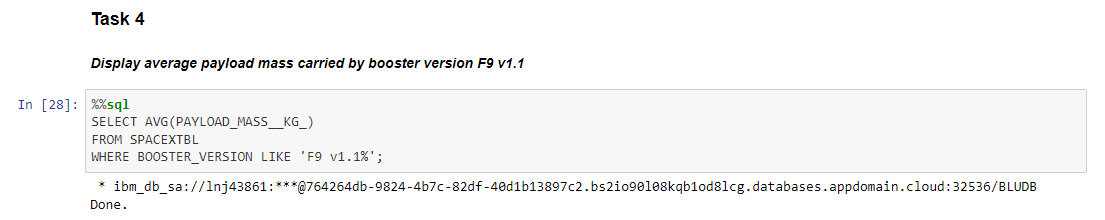 Task 4
Display average payload mass carried by booster version F9 v1.1
In [28]: %%sql
SELECT AVG(PAYLOAD_MASS__KG_)
FROM SPACEXTBL
WHERE BOOSTER_VERSION LIKE 'F9 v1.1%';
* ibm_db_sa://lnj43861:***@764264db-9824-4b7c-82df-40d1b13897c2.bs2io90l08kqb1od8lcg.databases.appdomain.cloud:32536/BLUDB
Done.